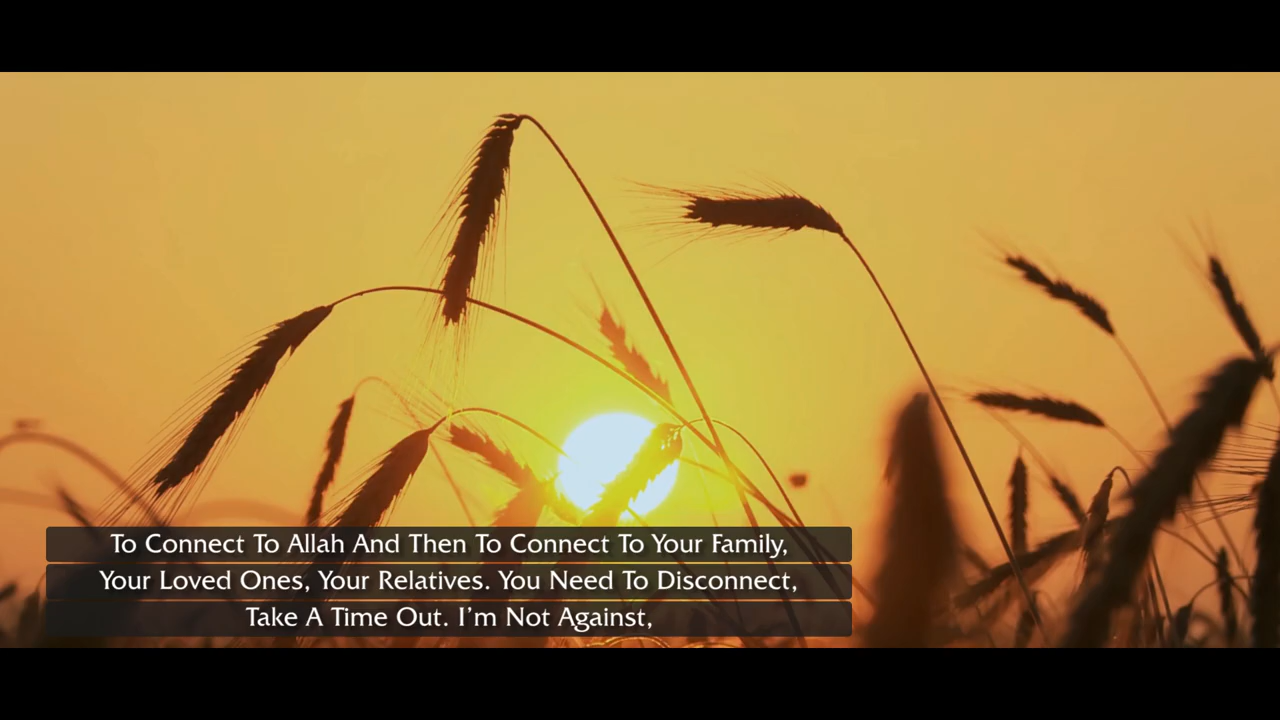 To Connect To Allah And Then To Connect To Your Family,
Your Loved Ones, Your Relatives. You Need To Disconnect,
Take A Time Out. I'm Not Against,